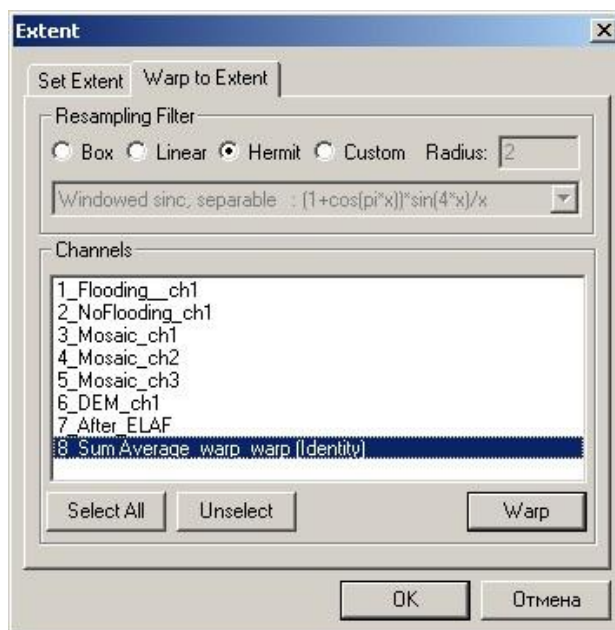 Extent
Set Extent Warp to Extent
Resampling Filter
Box Linear Hermit Custom Radius: 2
Windowed sinc, separable : (1+cos(pi*x))*sin(4*x)/x
Channels
1_Flooding__ch1
2_NoFlooding_ch1
3_Mosaic_ch1
4_Mosaic_ch2
5_Mosaic_ch3
6_DEM_ch1
7_After_ELAF
8_Sum Average_warp_warp (Identity)
Select All Unselect Warp
OK Отмена